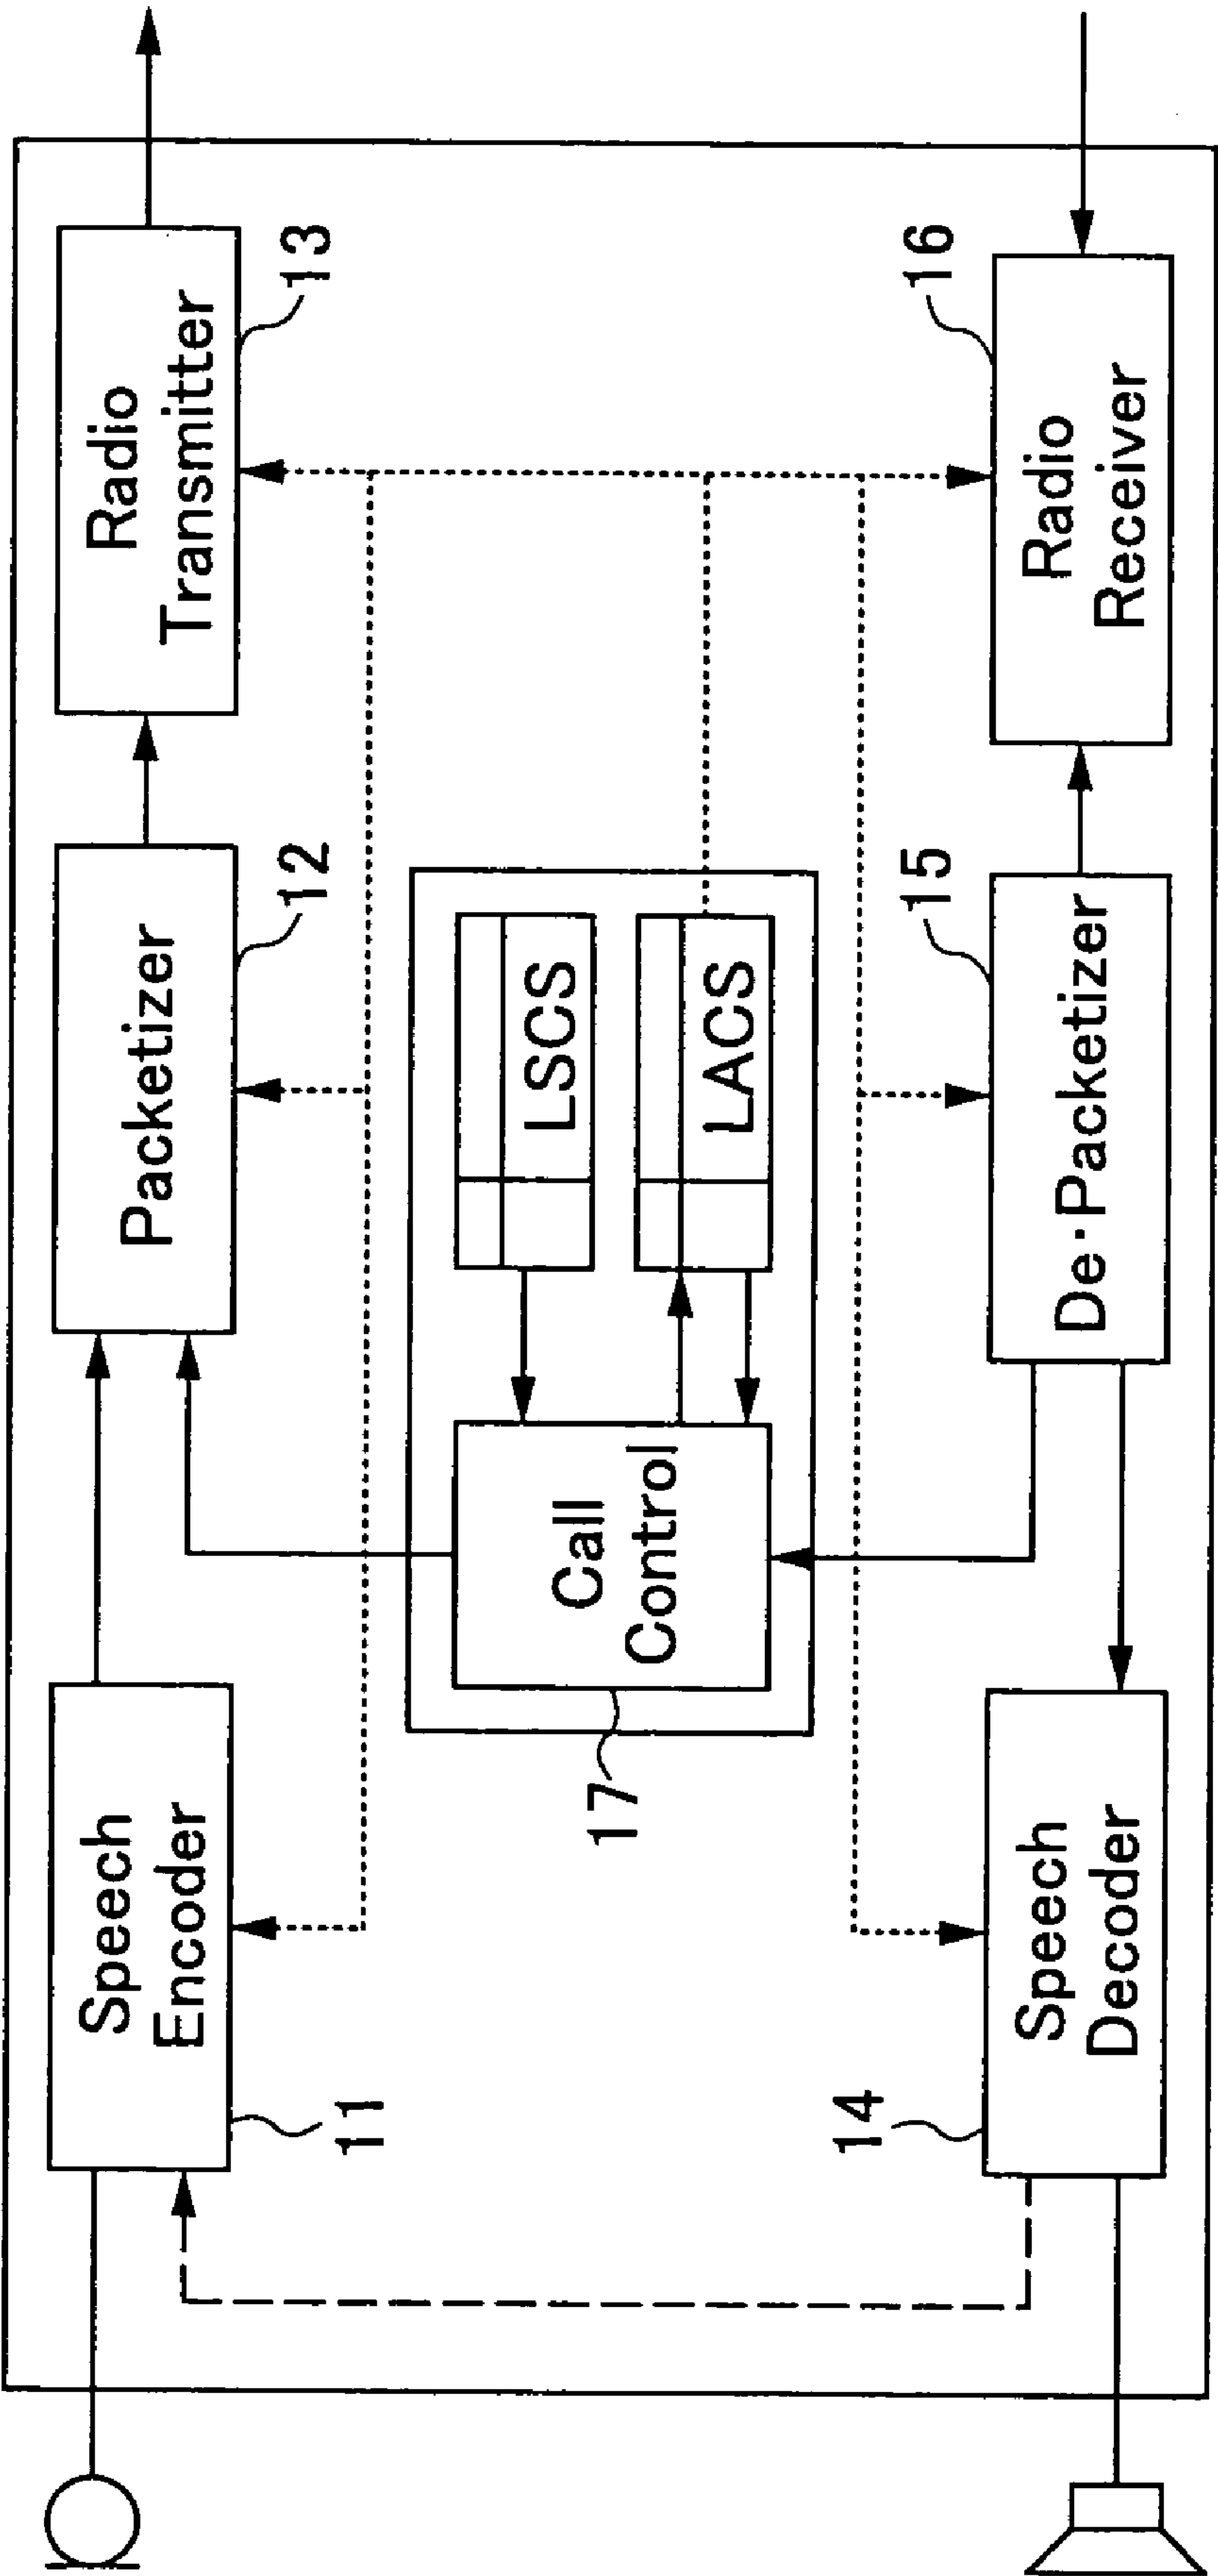 Speech
Encoder
11
Packetizer
12
Radio
Transmitter
13
Call
Control
17
LSCS
LACS
Speech
Decoder
14
De·Packetizer
15
Radio
Receiver
16